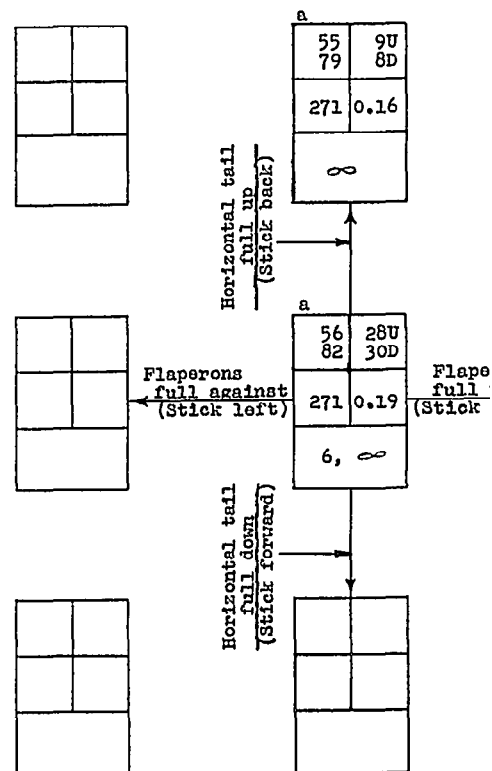 a
55 9U
79 8D
271 0.16
∞
Horizontal tail
full up
(Stick back)
a
56 28U
82 30D
Flaperons
full against
(Stick left)
271 0.19
Flape
full
(Stick
6, ∞
Horizontal tail
full down
(Stick forward)